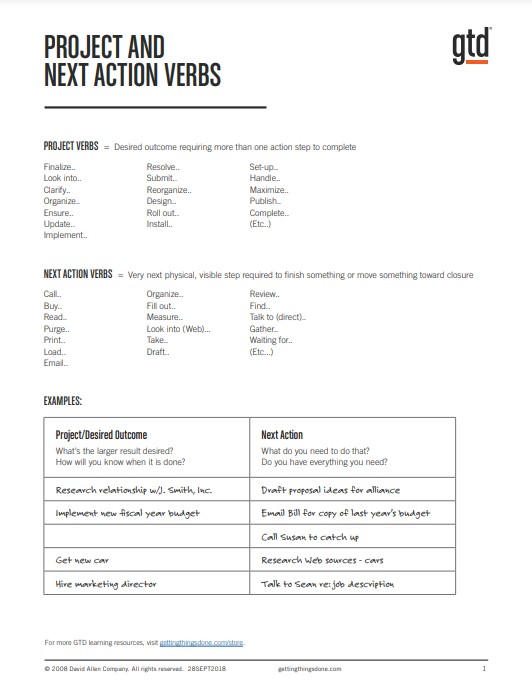 PROJECT AND
NEXT ACTION VERBS
gtd®
PROJECT VERBS = Desired outcome requiring more than one action step to complete
Finalize..
Look into..
Clarify..
Organize..
Ensure..
Update..
Implement..
Resolve..
Submit..
Reorganize..
Design..
Roll out..
Install..
Set-up..
Handle..
Maximize..
Publish..
Complete..
(Etc..)
NEXT ACTION VERBS = Very next physical, visible step required to finish something or move something toward closure
Call..
Buy..
Read..
Purge..
Print..
Load..
Email..
Organize..
Fill out..
Measure..
Look into (Web)...
Take..
Draft..
Review..
Find..
Talk to (direct)..
Gather..
Waiting for..
(Etc...)
EXAMPLES:
Project/Desired Outcome
What's the larger result desired?
How will you know when it is done?
Next Action
What do you need to do that?
Do you have everything you need?
Research relationship w/J. Smith, Inc.
Draft proposal ideas for alliance
Implement new fiscal year budget
Email Bill for copy of last year's budget
Call Susan to catch up
Get new car
Research Web sources - cars
Hire marketing director
Talk to Sean re: job description
For more GTD learning resources, visit gettingthingsdone.com/store.
© 2008 David Allen Company. All rights reserved. 28SEPT2018 gettingthingsdone.com 1